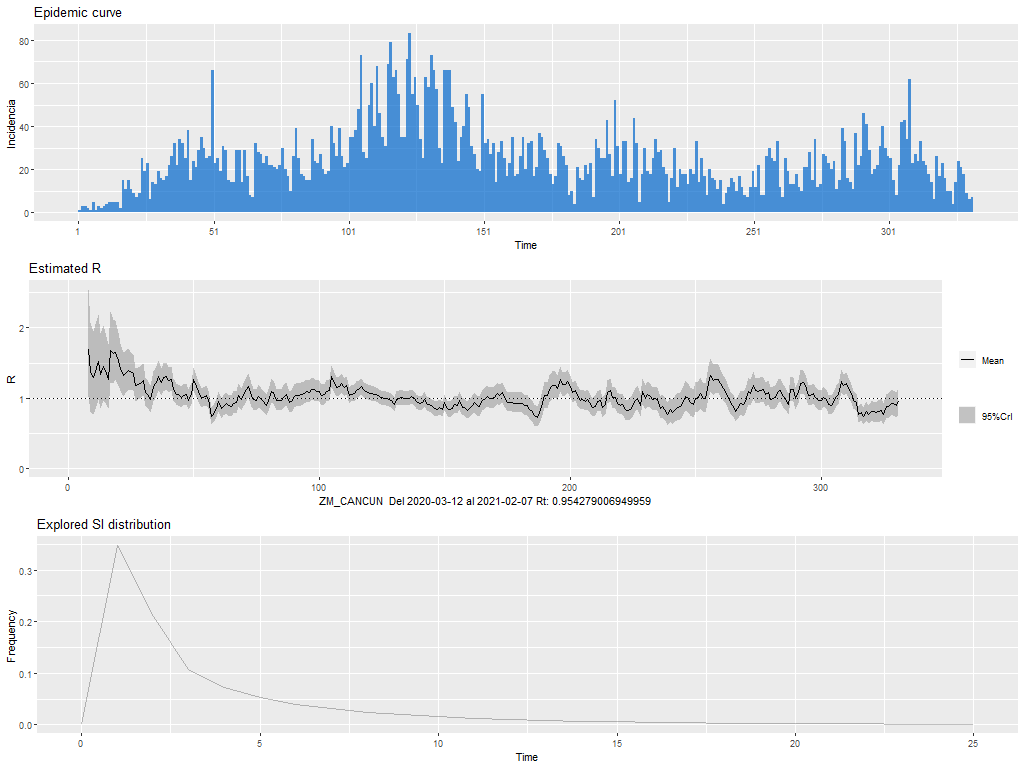 Epidemic curve
Incidencia
80
60
40
20
0
1
51
101
151
201
251
301
Time
Estimated R
R
2
1
0
0
100
200
300
ZM_CANCUN Del 2020-03-12 al 2021-02-07 Rt: 0.954279006949959
Mean
95%CrI
Explored SI distribution
Frequency
0.3
0.2
0.1
0.0
0
5
10
15
20
25
Time